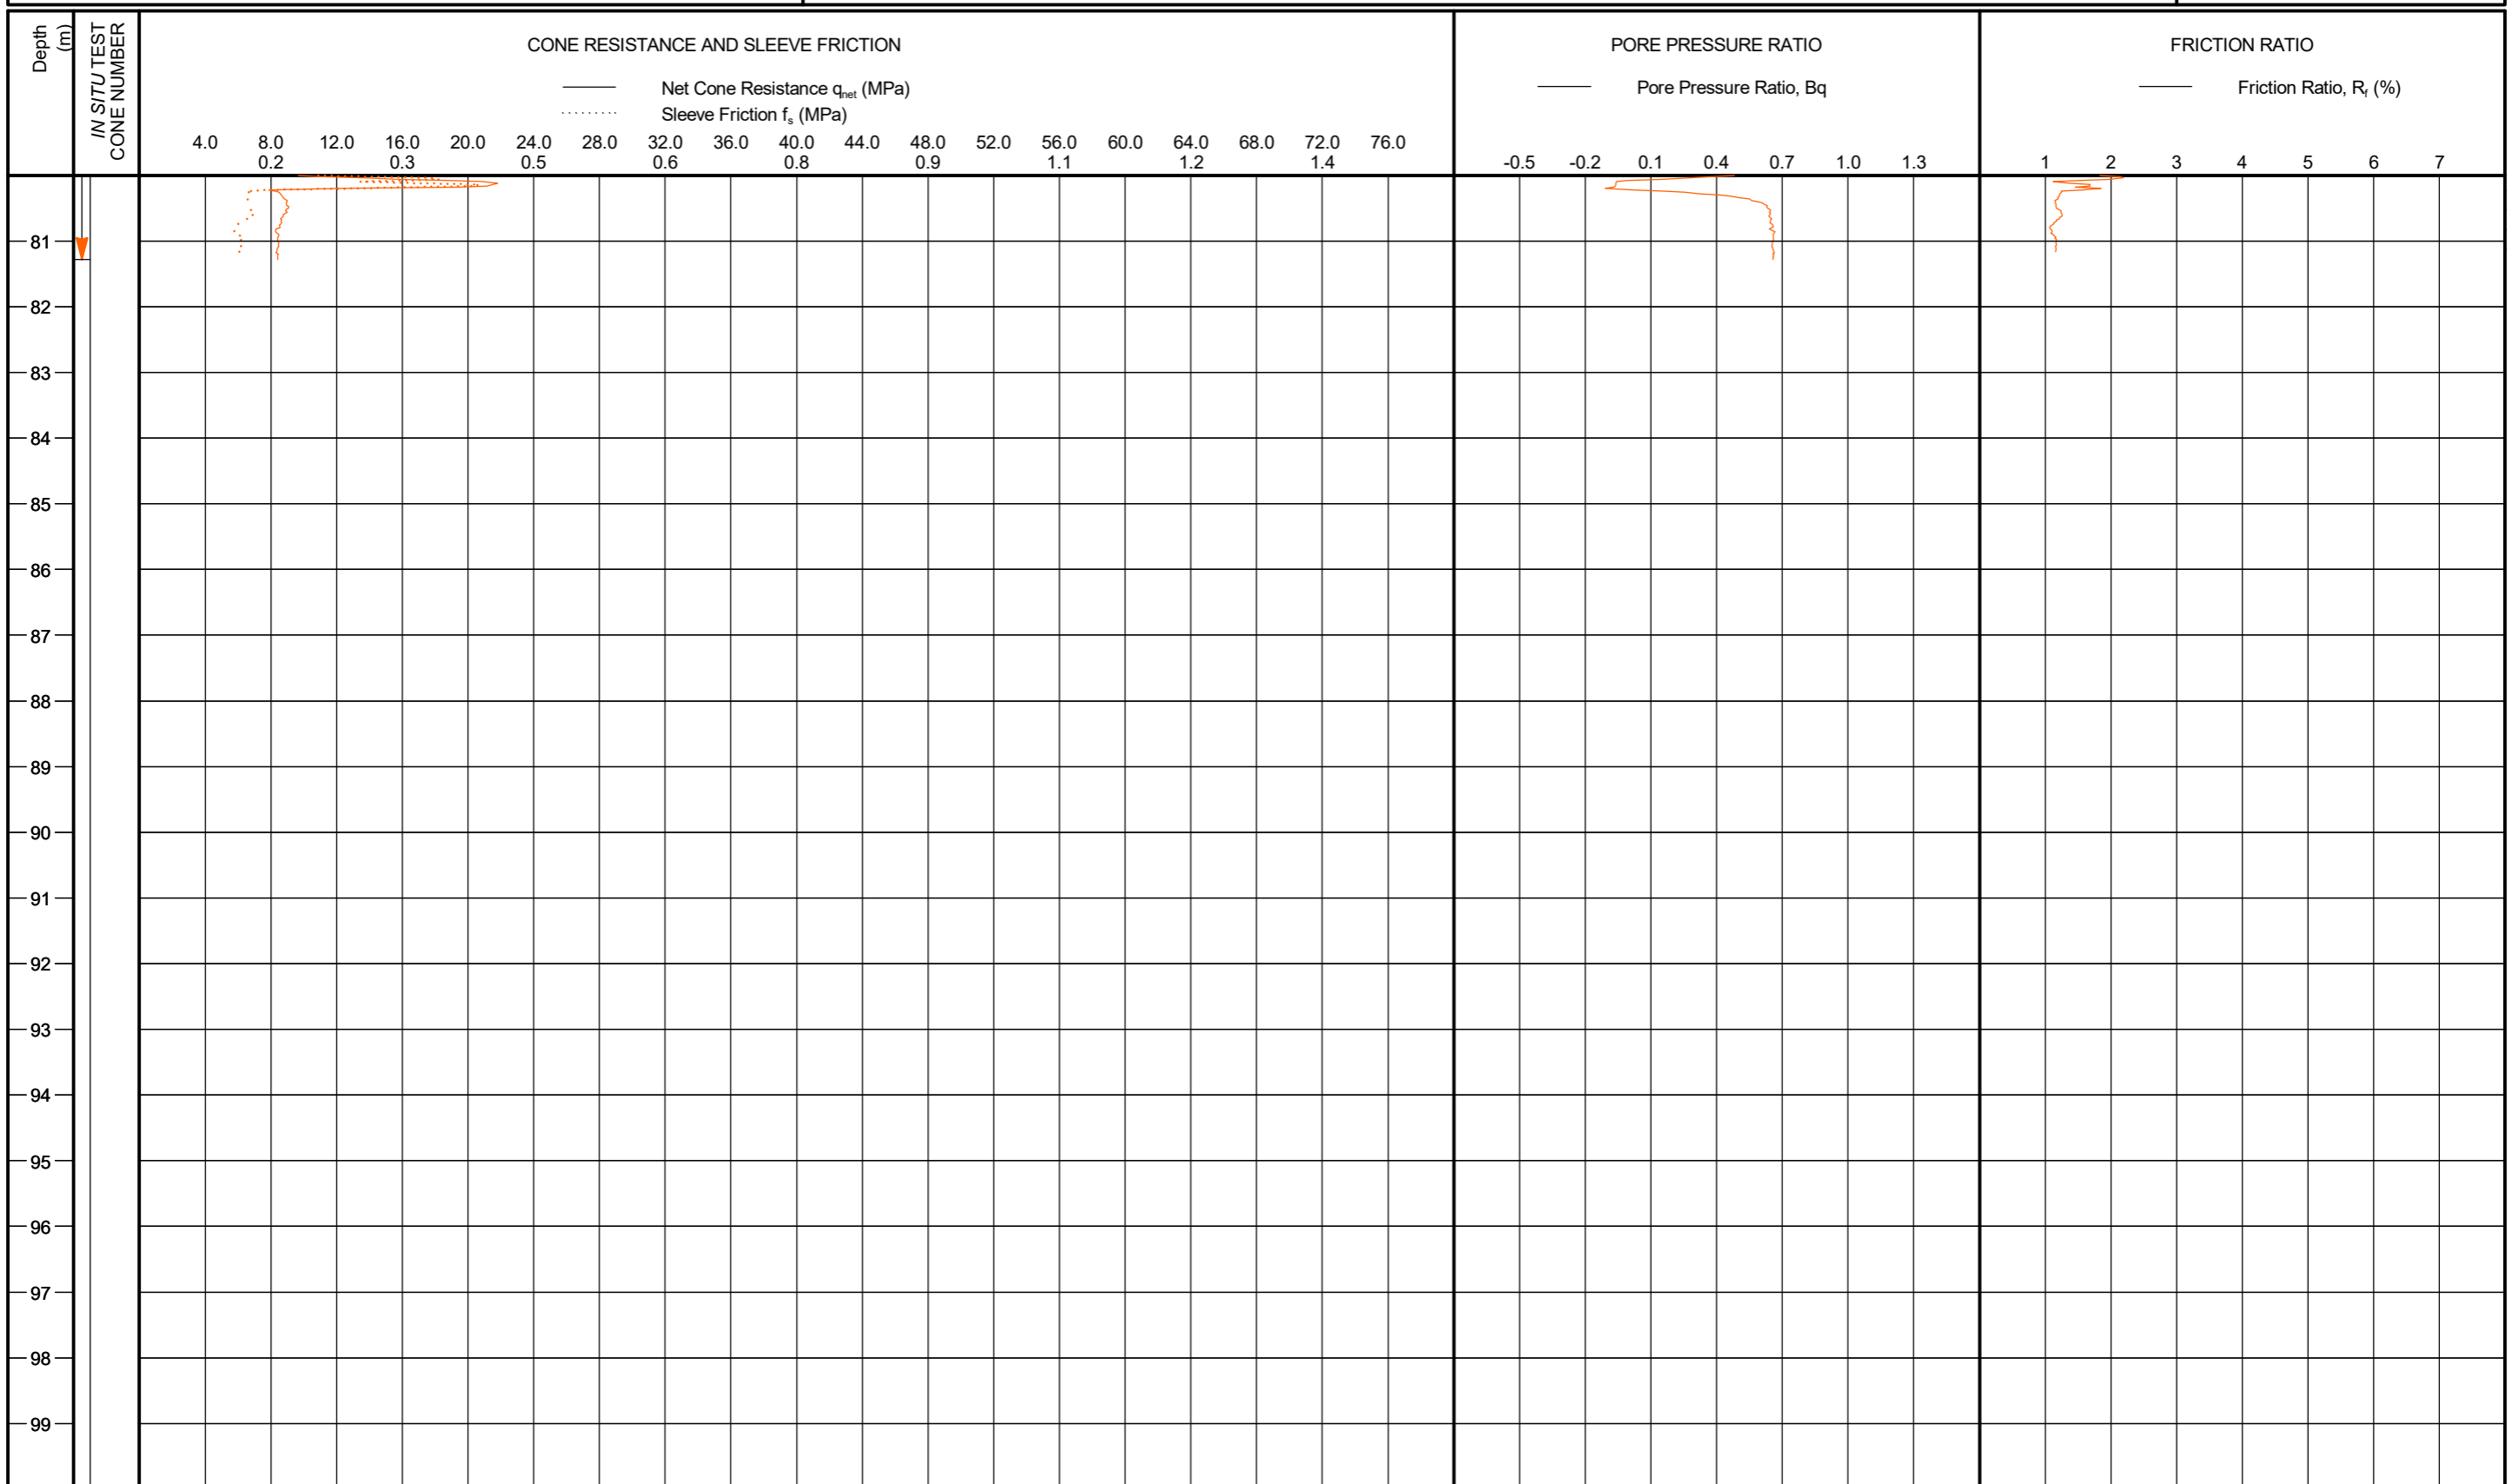 Depth
(m)
IN SITU TEST
CONE NUMBER
CONE RESISTANCE AND SLEEVE FRICTION
Net Cone Resistance qnet (MPa)
Sleeve Friction fs (MPa)
4.0 8.0 12.0 16.0 20.0 24.0 28.0 32.0 36.0 40.0 44.0 48.0 52.0 56.0 60.0 64.0 68.0 72.0 76.0
0.2 0.3 0.5 0.6 0.8 0.9 1.1 1.2 1.4
PORE PRESSURE RATIO
Pore Pressure Ratio, Bq
-0.5 -0.2 0.1 0.4 0.7 1.0 1.3
FRICTION RATIO
Friction Ratio, Rf (%)
1 2 3 4 5 6 7
81
82
83
84
85
86
87
88
89
90
91
92
93
94
95
96
97
98
99